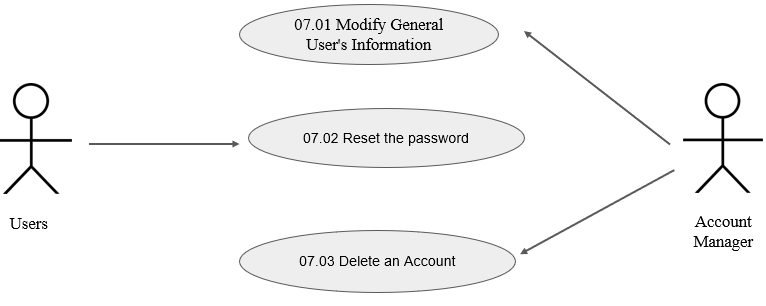 07.01 Modify General
User's Information
07.02 Reset the password
Users
Account
Manager
07.03 Delete an Account